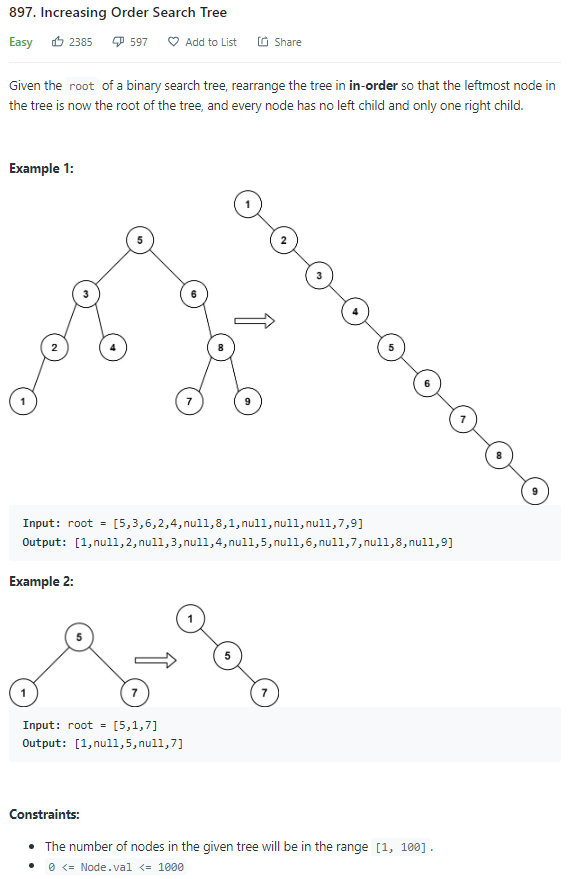 897. Increasing Order Search Tree
Easy 2385 597 Add to List Share
Given the root of a binary search tree, rearrange the tree in in-order so that the leftmost node in
the tree is now the root of the tree, and every node has no left child and only one right child.
Example 1:
1
5 2
3
3 6
4
2 4 8 5
6
1 7 9
7
8
9
Input: root = [5,3,6,2,4,null,8,1,null,null,null,7,9]
Output: [1,null,2,null,3,null,4,null,5,null,6,null,7,null,8,null,9]
Example 2:
1
5
5
1 7 7
Input: root = [5,1,7]
Output: [1,null,5,null,7]
Constraints:
• The number of nodes in the given tree will be in the range [1, 100].
• 0 <= Node.val <= 1000